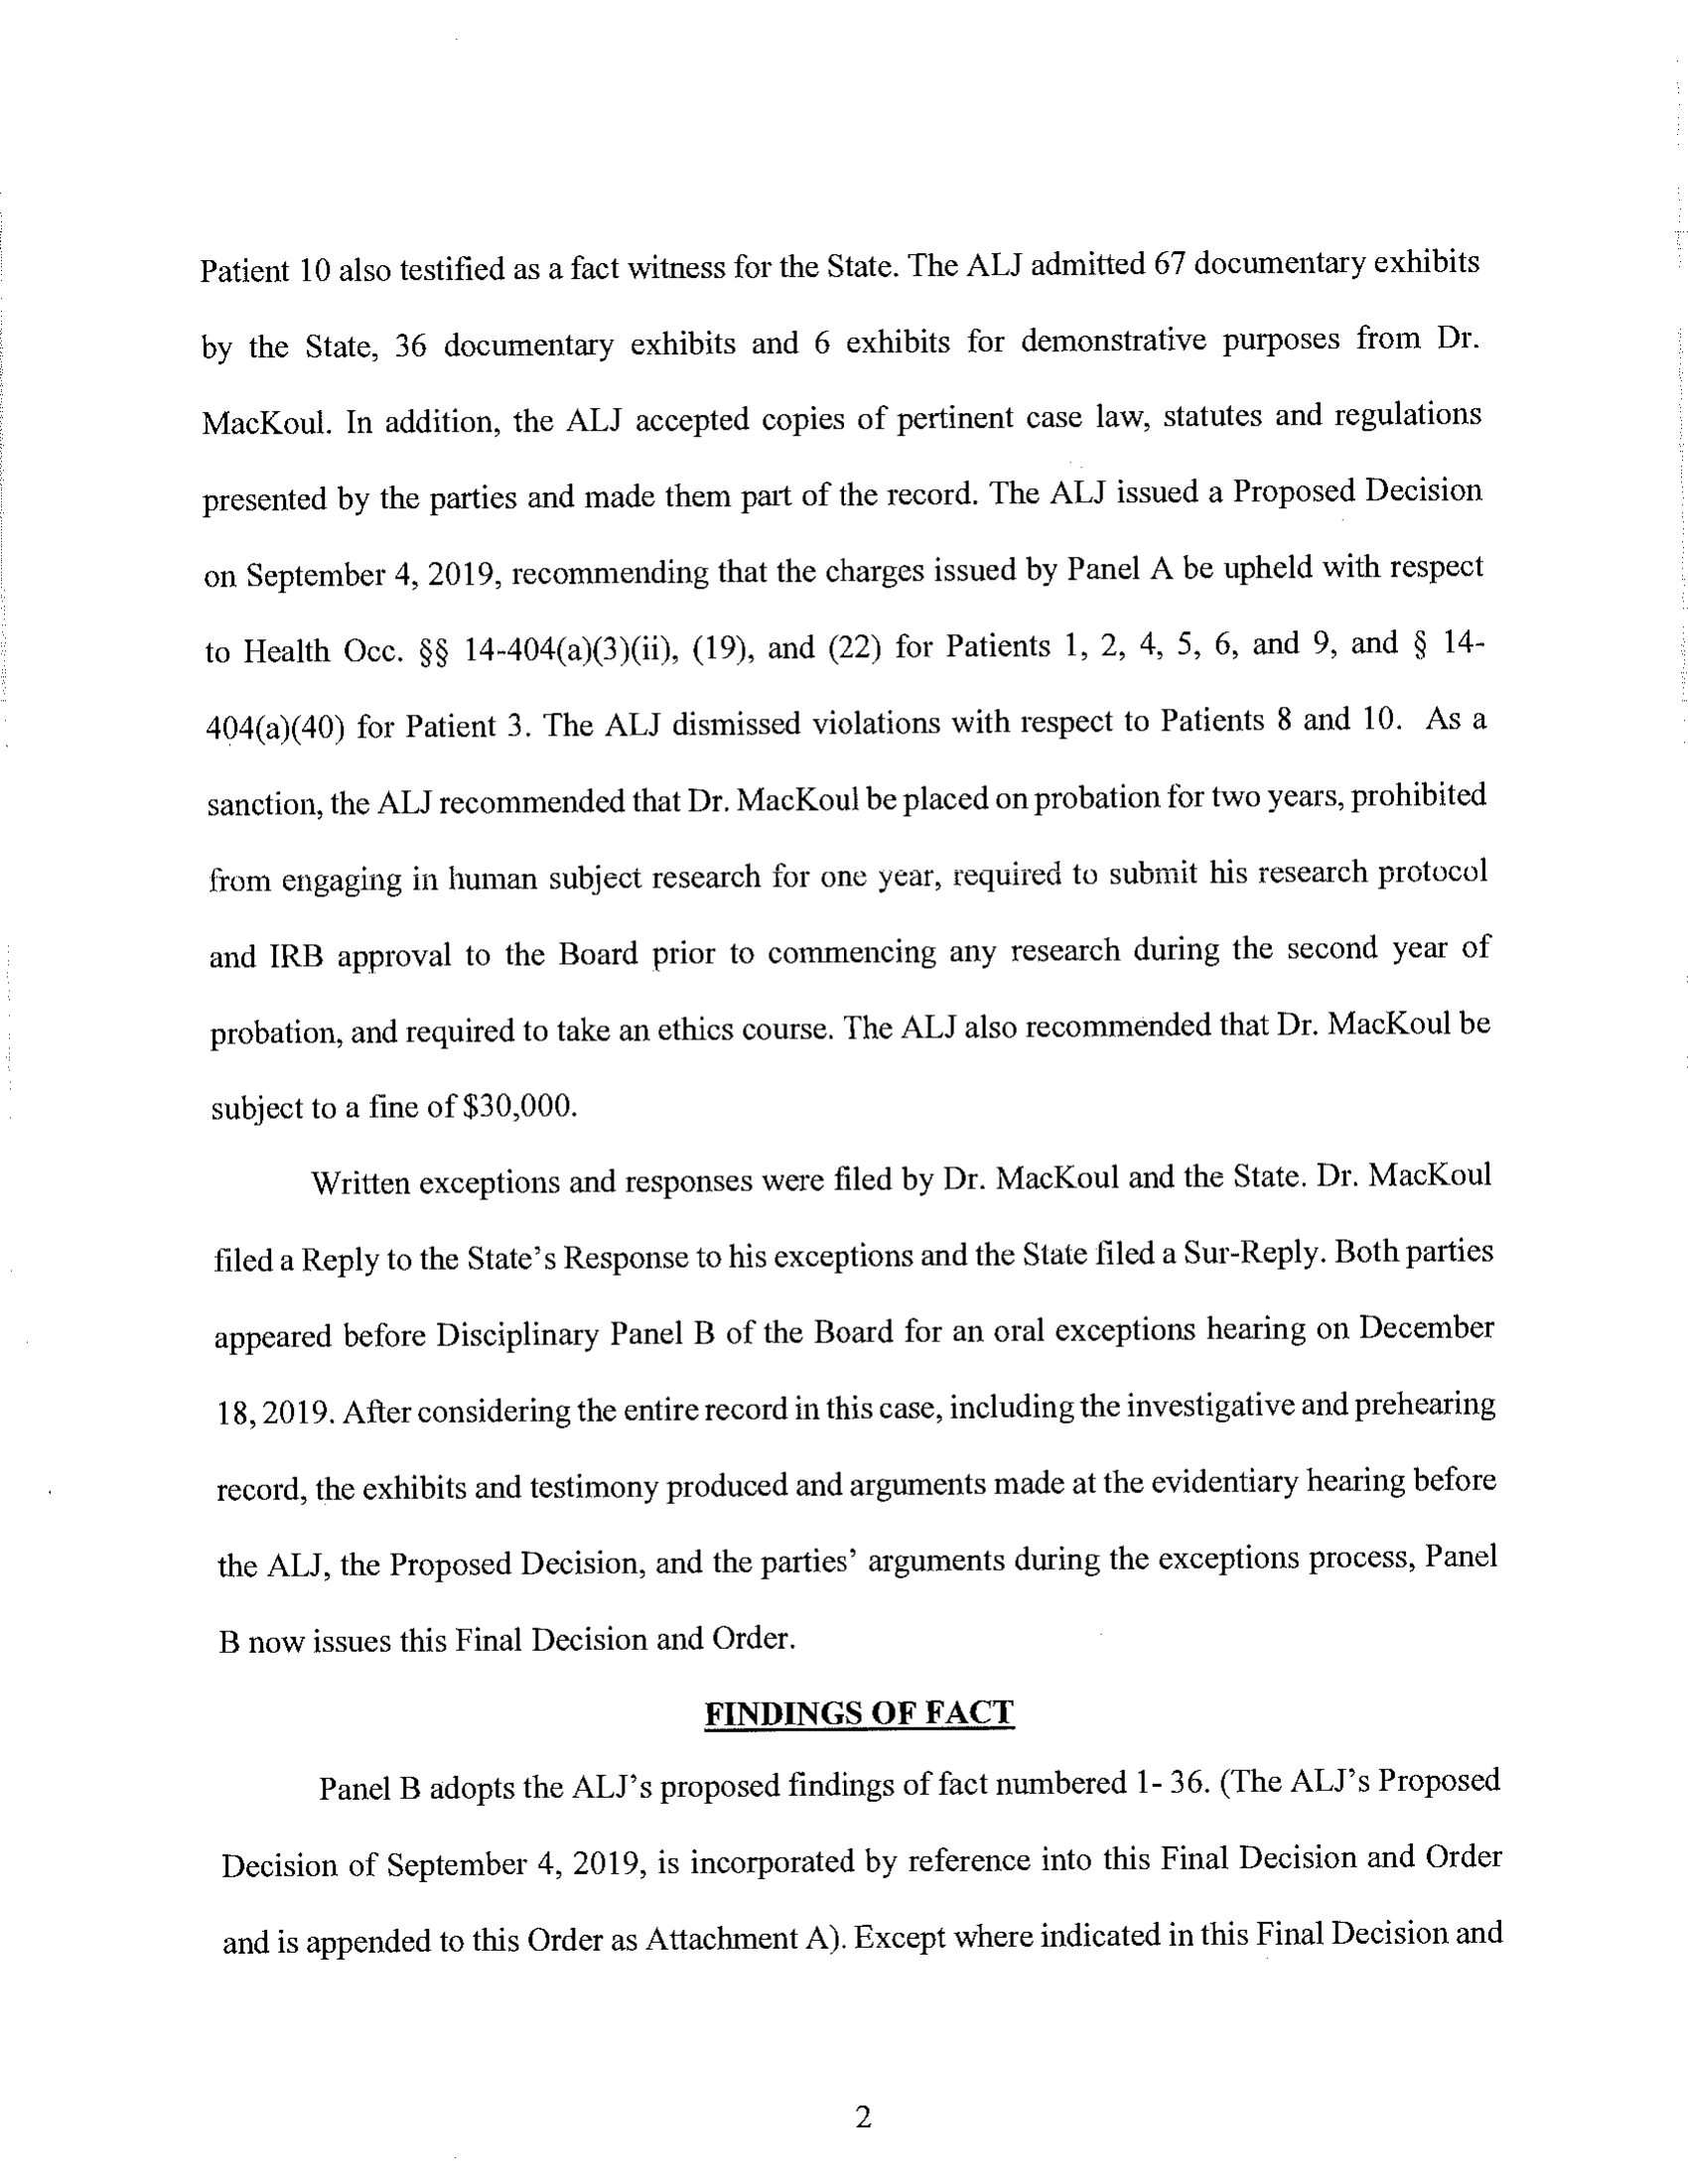 Patient 10 also testified as a fact witness for the State. The ALJ admitted 67 documentary exhibits
by the State, 36 documentary exhibits and 6 exhibits for demonstrative purposes from Dr.
MacKoul. In addition, the ALJ accepted copies of pertinent case law, statutes and regulations
presented by the parties and made them part of the record. The ALJ issued a Proposed Decision
on September 4, 2019, recommending that the charges issued by Panel A be upheld with respect
to Health Occ. §§ 14-404(a)(3)(ii), (19), and (22) for Patients 1, 2, 4, 5, 6, and 9, and § 14-
404(a)(40) for Patient 3. The ALJ dismissed violations with respect to Patients 8 and 10. As a
sanction, the ALJ recommended that Dr. MacKoul be placed on probation for two years, prohibited
from engaging in human subject research for one year, required to submit his research protocol
and IRB approval to the Board prior to commencing any research during the second year of
probation, and required to take an ethics course. The ALJ also recommended that Dr. MacKoul be
subject to a fine of $30,000.
Written exceptions and responses were filed by Dr. MacKoul and the State. Dr. MacKoul
filed a Reply to the State's Response to his exceptions and the State filed a Sur-Reply. Both parties
appeared before Disciplinary Panel B of the Board for an oral exceptions hearing on December
18, 2019. After considering the entire record in this case, including the investigative and prehearing
record, the exhibits and testimony produced and arguments made at the evidentiary hearing before
the ALJ, the Proposed Decision, and the parties' arguments during the exceptions process, Panel
B now issues this Final Decision and Order.
FINDINGS OF FACT
Panel B adopts the ALJ's proposed findings of fact numbered 1- 36. (The ALJ's Proposed
Decision of September 4, 2019, is incorporated by reference into this Final Decision and Order
and is appended to this Order as Attachment A). Except where indicated in this Final Decision and
2